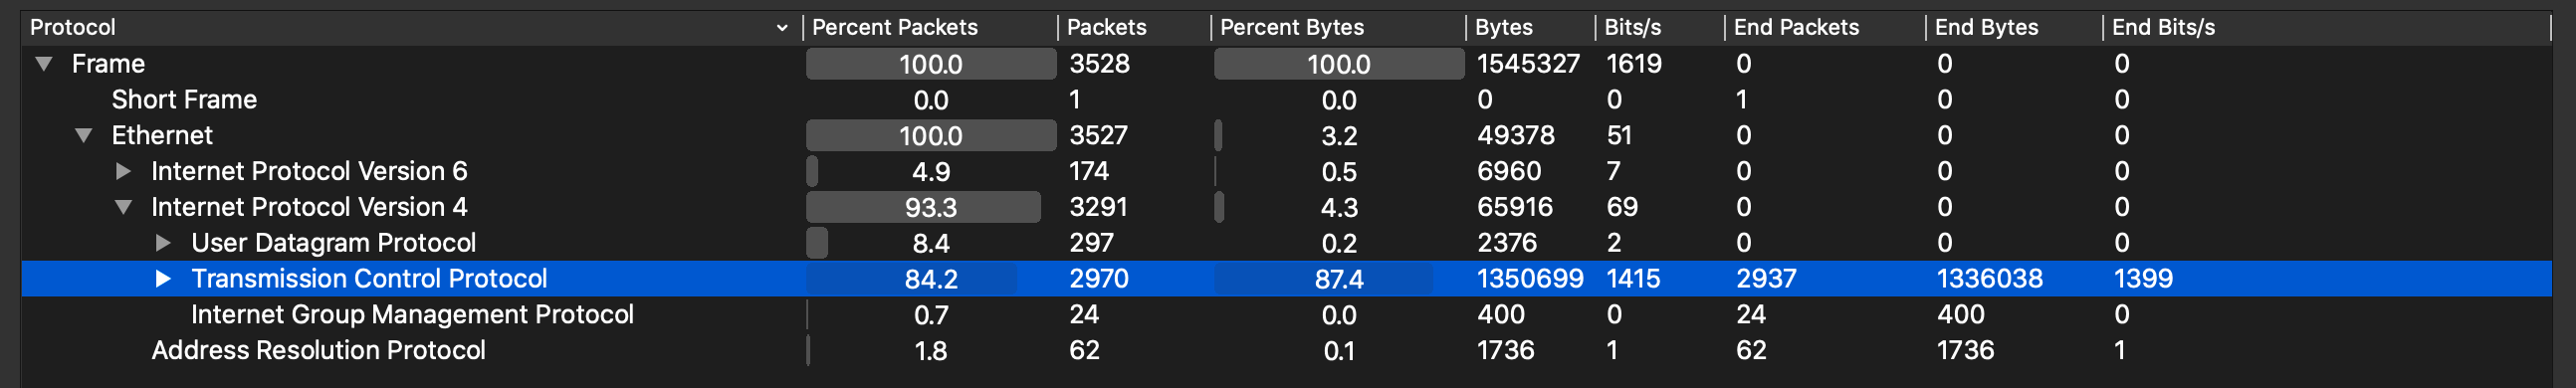 Protocol Percent Packets Packets Percent Bytes Bytes Bits/s End Packets End Bytes End Bits/s
Frame 100.0 3528 100.0 1545327 1619 0 0 0
Short Frame 0.0 1 0.0 0 0 1 0 0
Ethernet 100.0 3527 3.2 49378 51 0 0 0
Internet Protocol Version 6 4.9 174 0.5 6960 7 0 0 0
Internet Protocol Version 4 93.3 3291 4.3 65916 69 0 0 0
User Datagram Protocol 8.4 297 0.2 2376 2 0 0 0
Transmission Control Protocol 84.2 2970 87.4 1350699 1415 2937 1336038 1399
Internet Group Management Protocol 0.7 24 0.0 400 0 24 400 0
Address Resolution Protocol 1.8 62 0.1 1736 1 62 1736 1